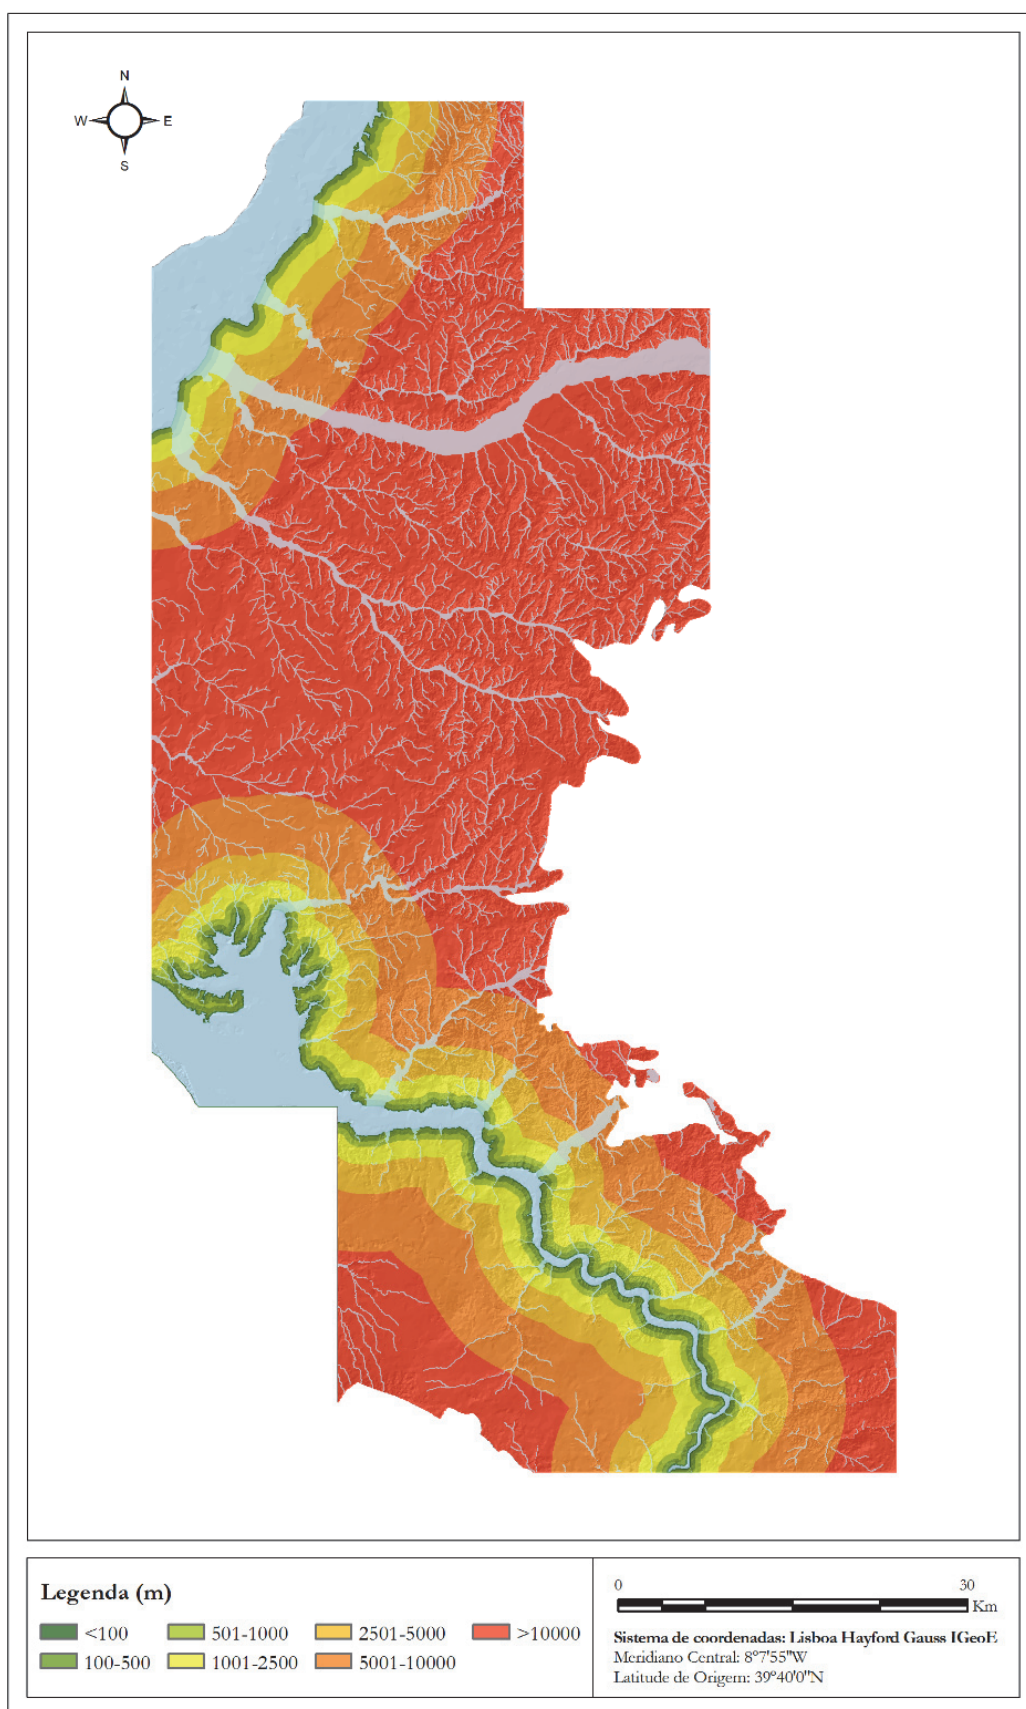 N
W E
S
Legenda (m)
<100
501-1000
2501-5000
>10000
100-500
1001-2500
5001-10000
0 30
Km
Sistema de coordenadas: Lisboa Hayford Gauss IGeoE
Meridiano Central: 8°7'55"W
Latitude de Origem: 39°40'0"N